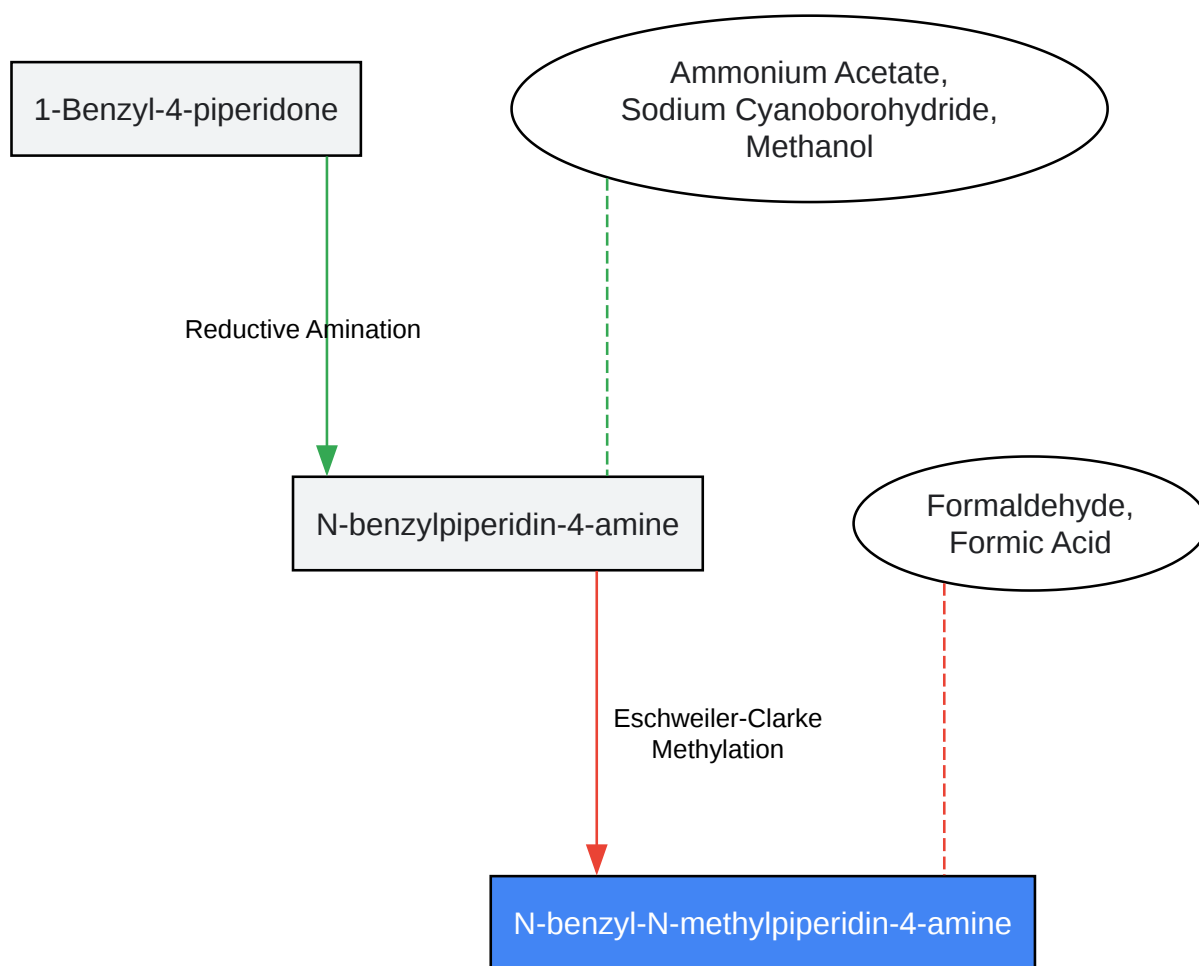 1-Benzyl-4-piperidone
Ammonium Acetate,
Sodium Cyanoborohydride,
Methanol
Reductive Amination
N-benzylpiperidin-4-amine
Formaldehyde,
Formic Acid
Eschweiler-Clarke
Methylation
N-benzyl-N-methylpiperidin-4-amine